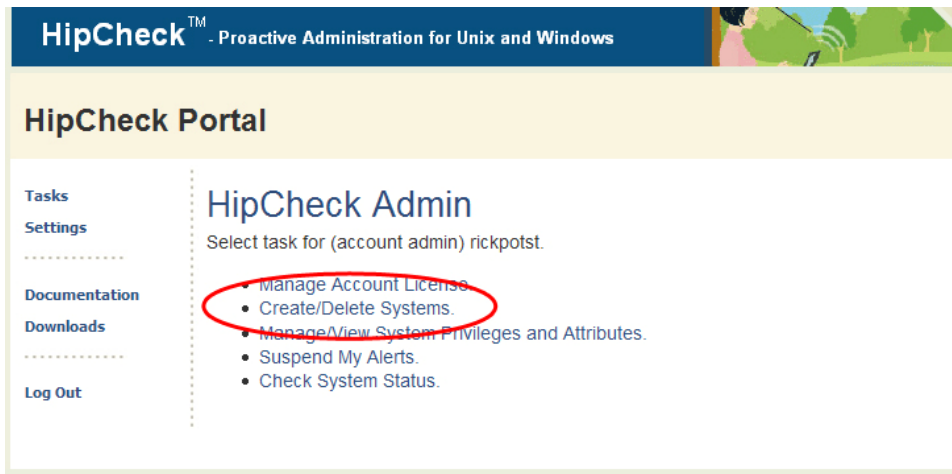 HipCheck™ - Proactive Administration for Unix and Windows
HipCheck Portal
Tasks
Settings
Documentation
Downloads
Log Out
HipCheck Admin
Select task for (account admin) rickpotst.
Manage Account License.
Create/Delete Systems.
Manage/View System Privileges and Attributes.
Suspend My Alerts.
Check System Status.